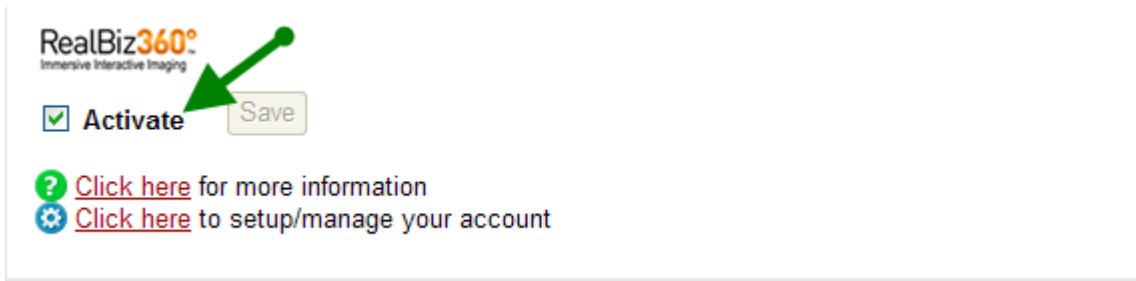 RealBiz360°
Immersive Interactive Imaging
Activate Save
? Click here for more information
Click here to setup/manage your account